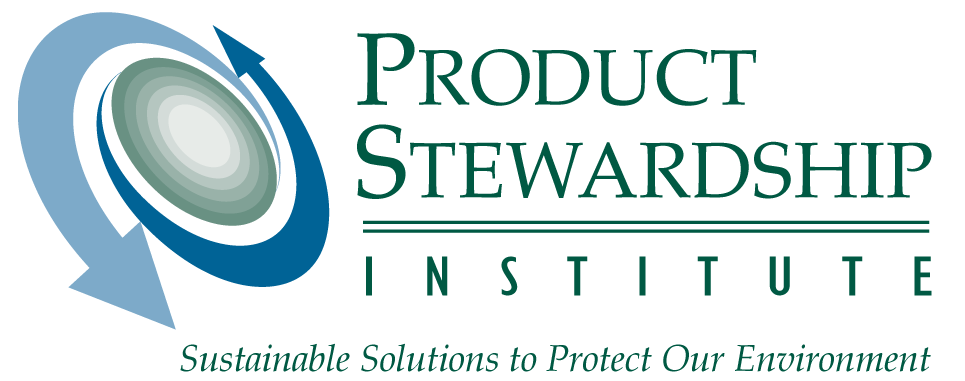 PRODUCT
STEWARDSHIP
INSTITUTE
Sustainable Solutions to Protect Our Environment